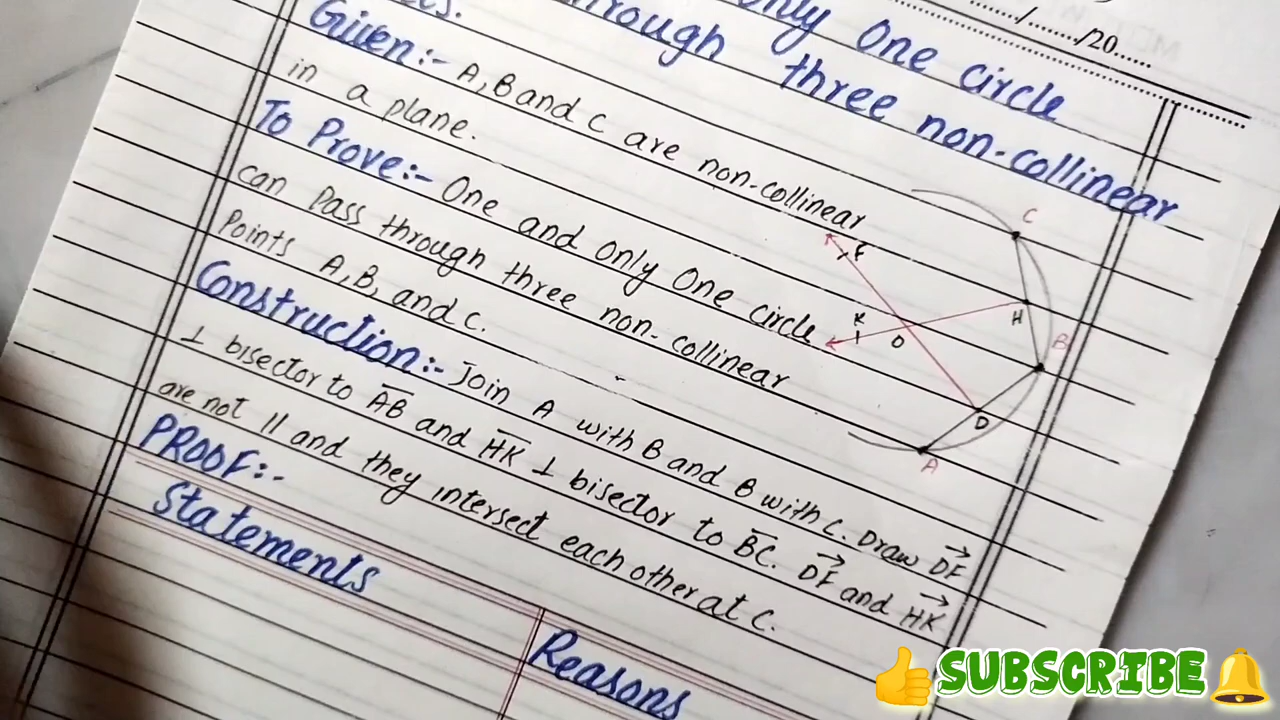 ....../......../20.....
Only One circle
through three non-collinear
Given:- A, B and C are non-collinear
in a plane.
To Prove:- One and Only One circle
can Pass through three non-collinear
Points A, B, and C.
Construction:- Join A with B and B with C. Draw DF
⊥ bisector to AB and HK ⊥ bisector to BC. DF and HK
are not || and they intersect each other at C.
PROOF:-
Statements
Reasons
C
F
K
O
H
B
D
A
SUBSCRIBE